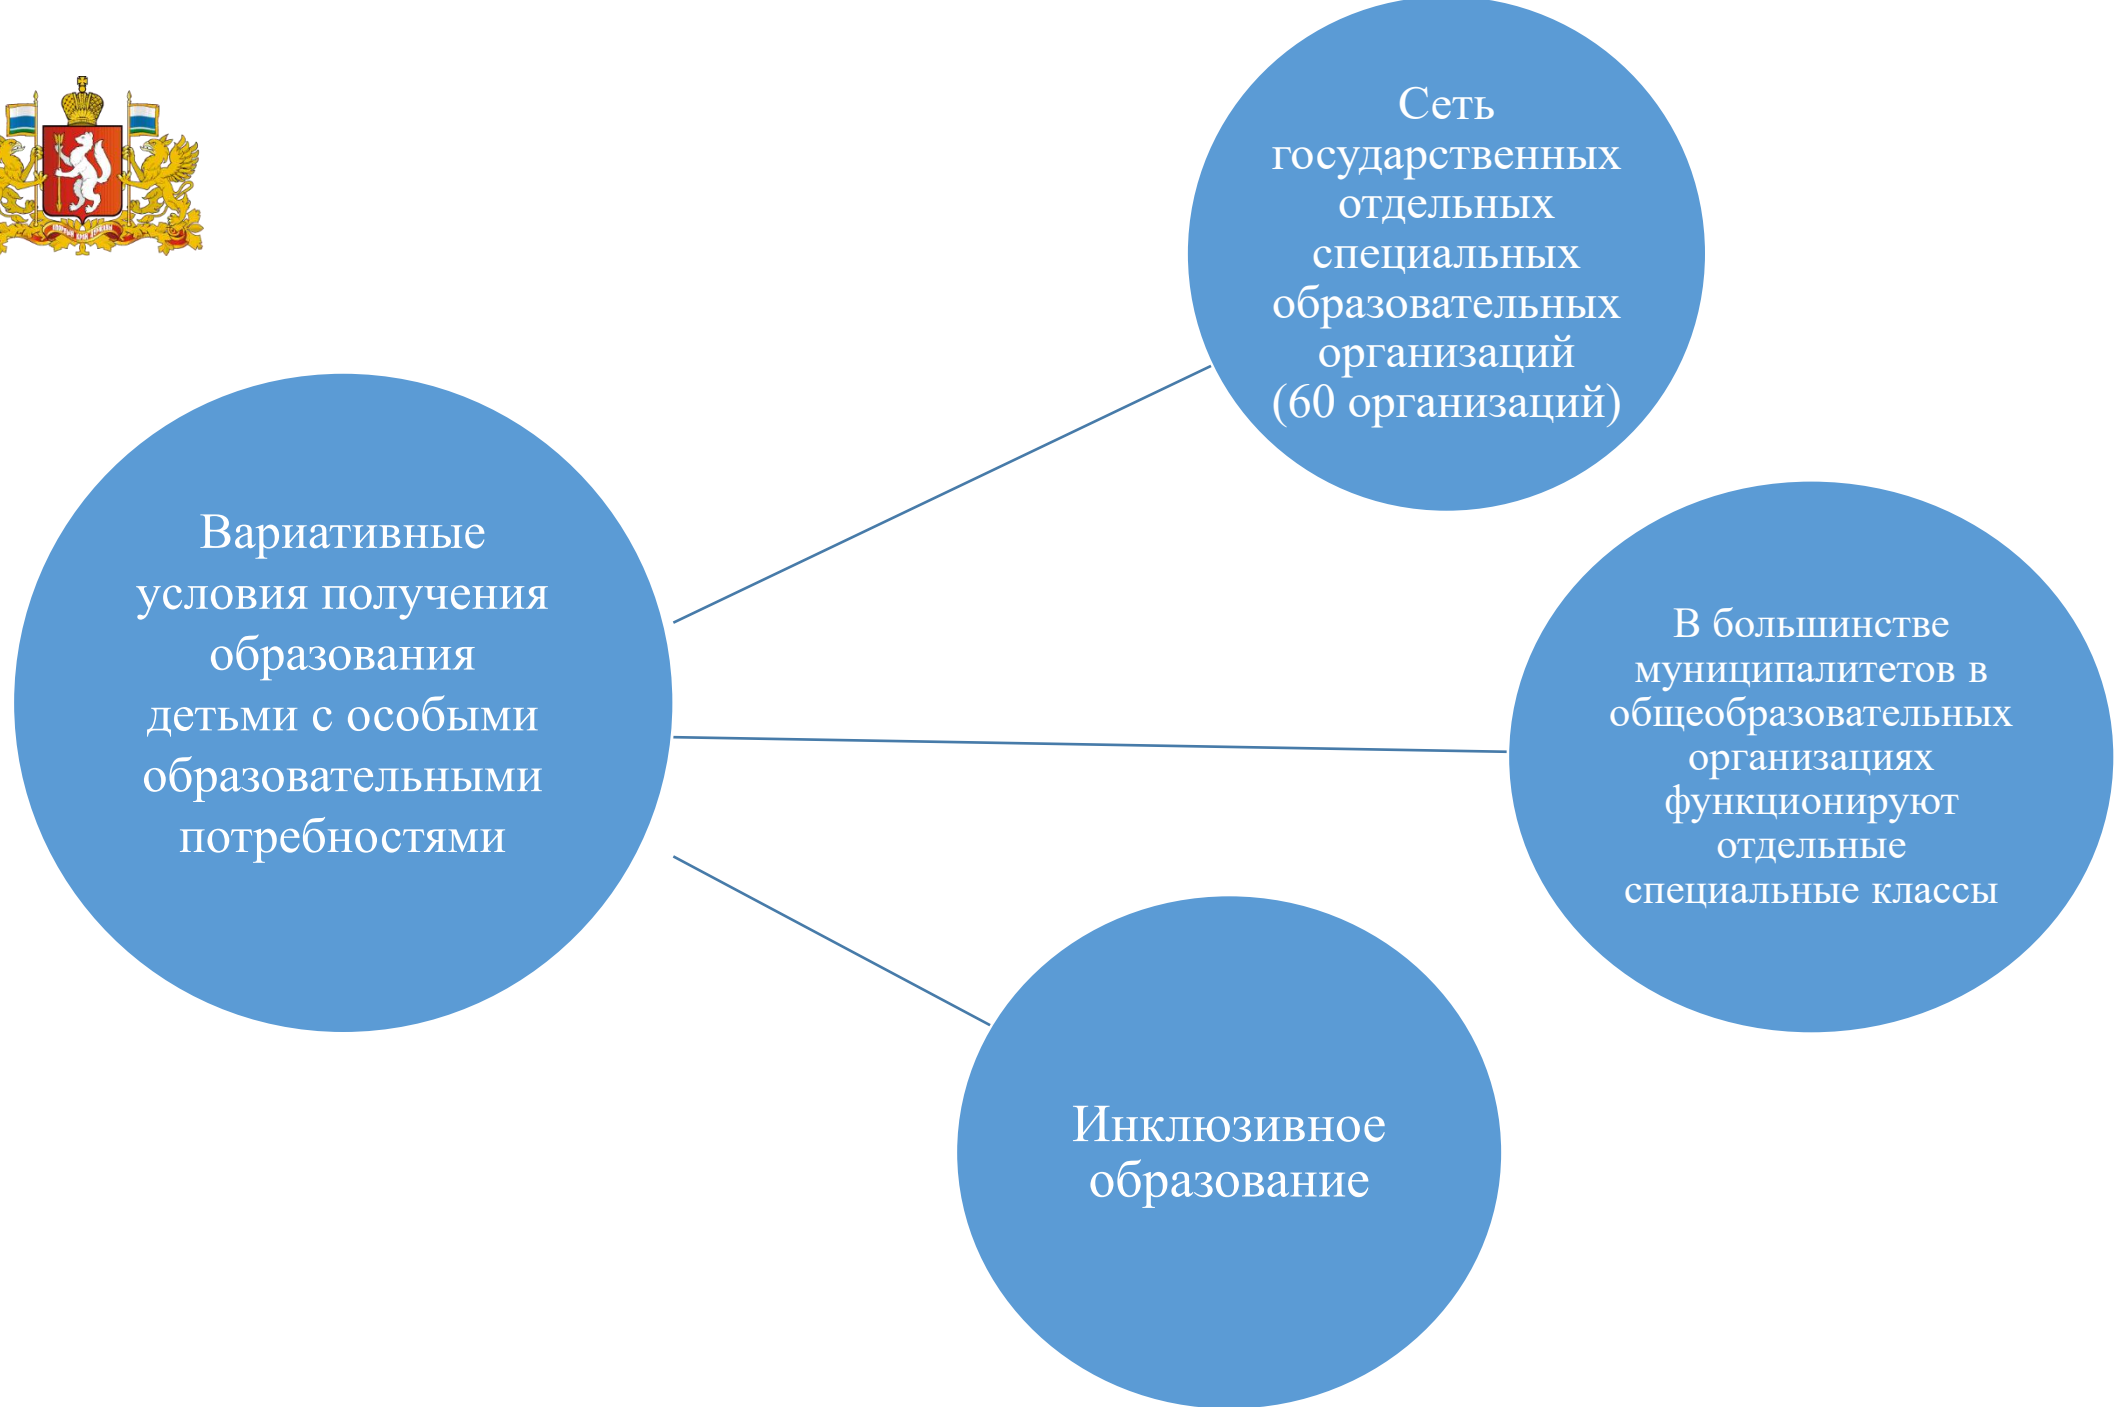 Сеть
государственных
отдельных
специальных
образовательных
организаций
(60 организаций)
Вариативные
условия получения
образования
детьми с особыми
образовательными
потребностями
В большинстве
муниципалитетов в
общеобразовательных
организациях
функционируют
отдельные
специальные классы
Инклюзивное
образование